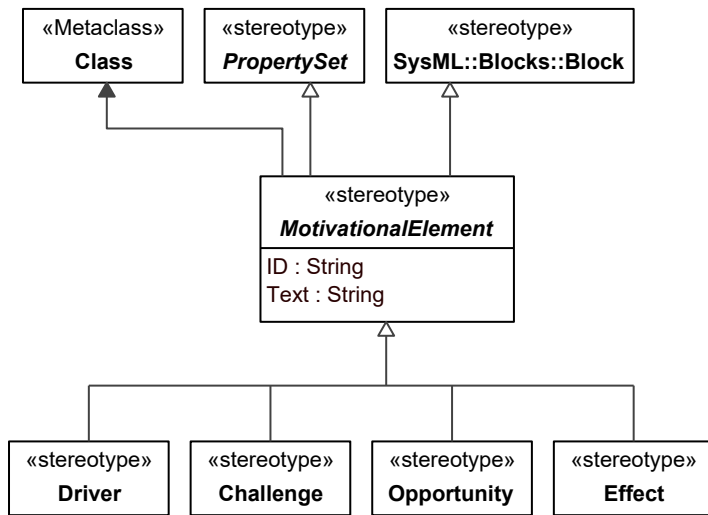 «Metaclass»
Class
«stereotype»
PropertySet
«stereotype»
SysML::Blocks::Block
«stereotype»
MotivationalElement
ID : String
Text : String
«stereotype»
Driver
«stereotype»
Challenge
«stereotype»
Opportunity
«stereotype»
Effect